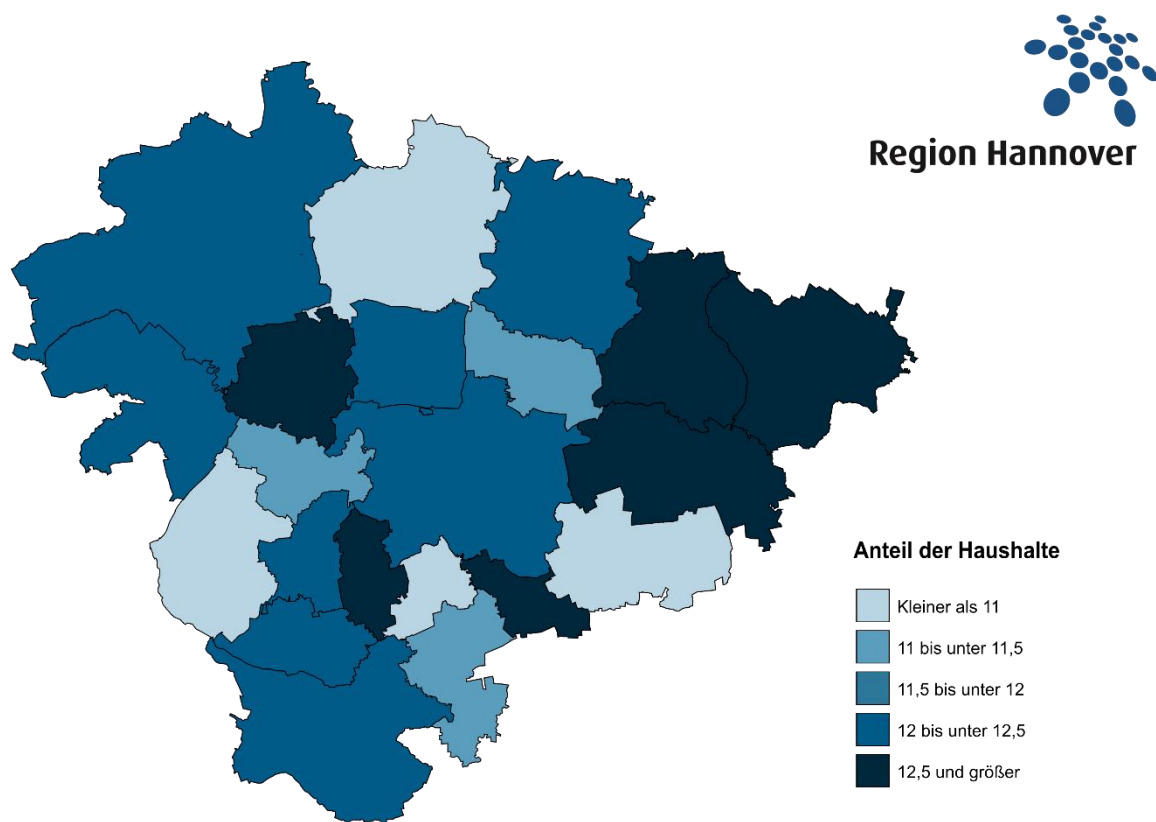 Region Hannover
Anteil der Haushalte
Kleiner als 11
11 bis unter 11,5
11,5 bis unter 12
12 bis unter 12,5
12,5 und größer